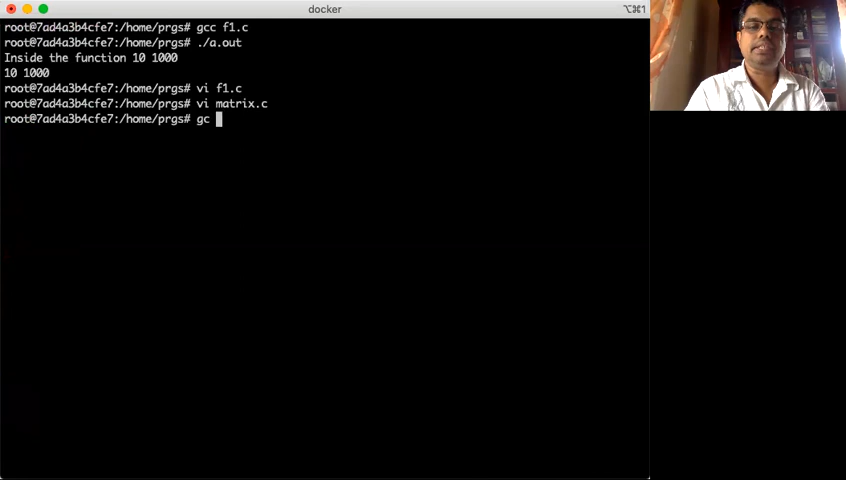 docker
⌥⌘1
root@7ad4a3b4cfe7:/home/prgs# gcc f1.c
root@7ad4a3b4cfe7:/home/prgs# ./a.out
Inside the function 10 1000
10 1000
root@7ad4a3b4cfe7:/home/prgs# vi f1.c
root@7ad4a3b4cfe7:/home/prgs# vi matrix.c
root@7ad4a3b4cfe7:/home/prgs# gc